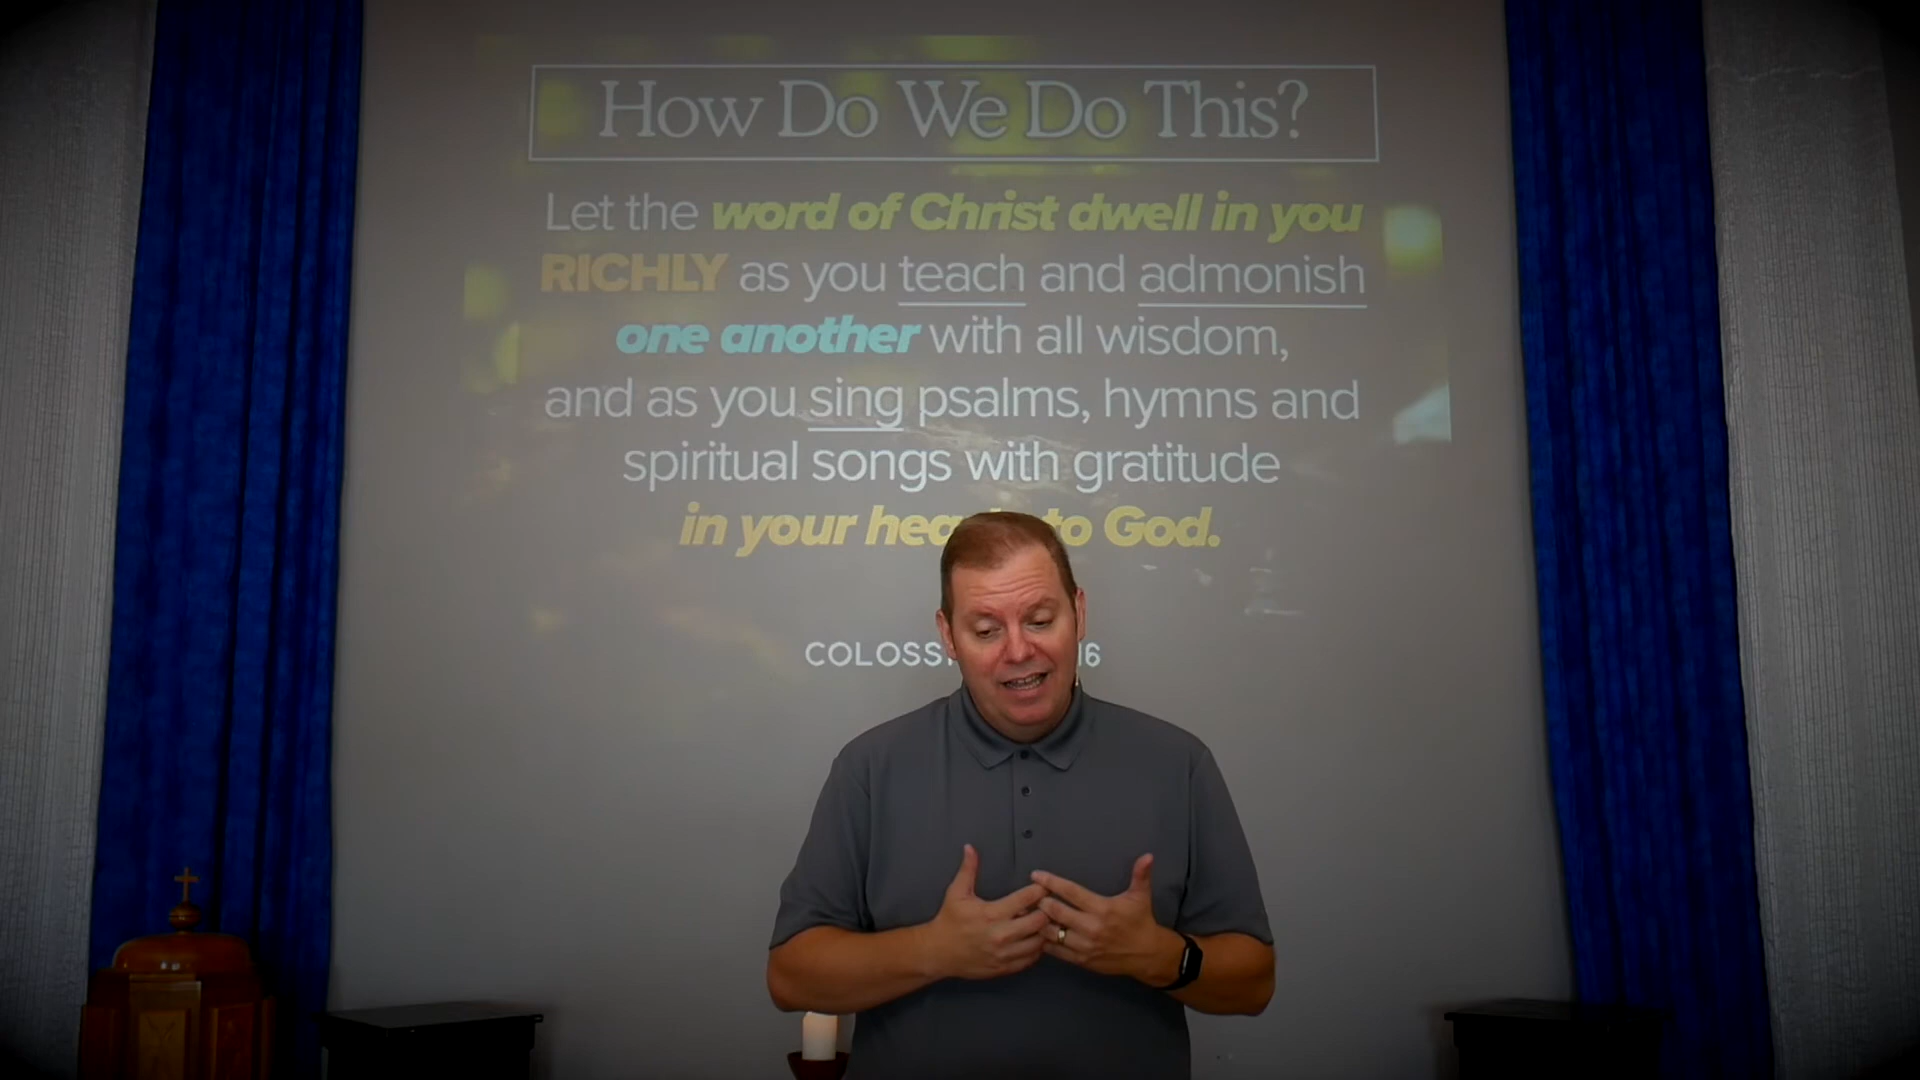 How Do We Do This?
Let the word of Christ dwell in you
RICHLY as you teach and admonish
one another with all wisdom,
and as you sing psalms, hymns and
spiritual songs with gratitude
in your to God.
16